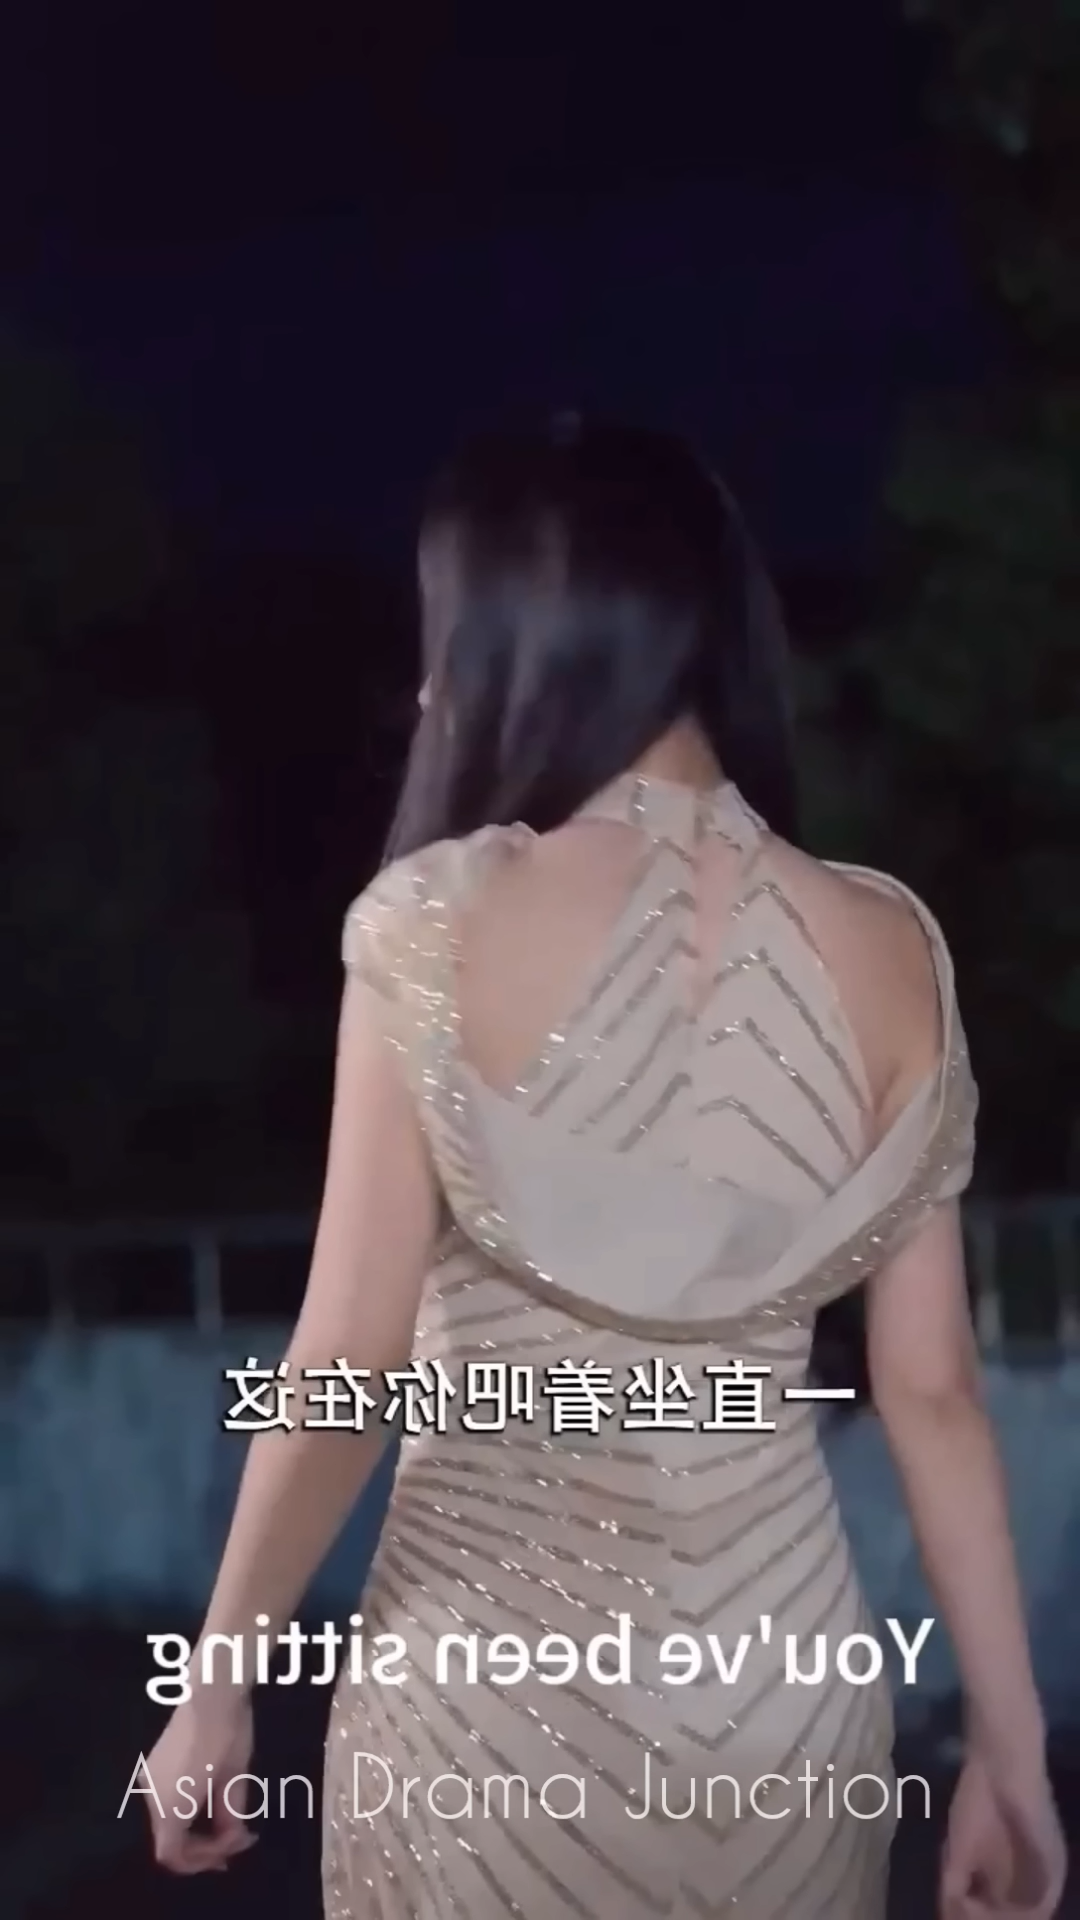 一直坐着吧你在这
You've been sitting
Asian Drama Junction